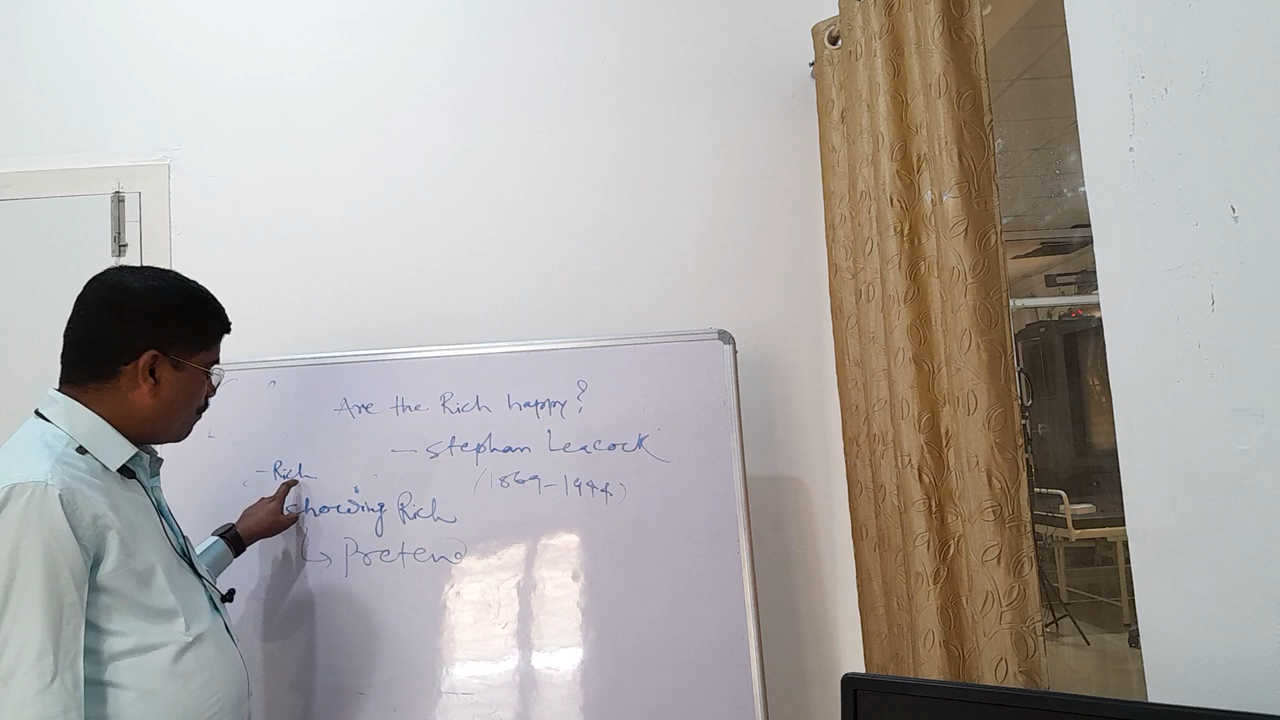 Are the Rich happy?
— Stephan Leacock
(1869-1944)
- Rich
showing Rich
↳ Pretend